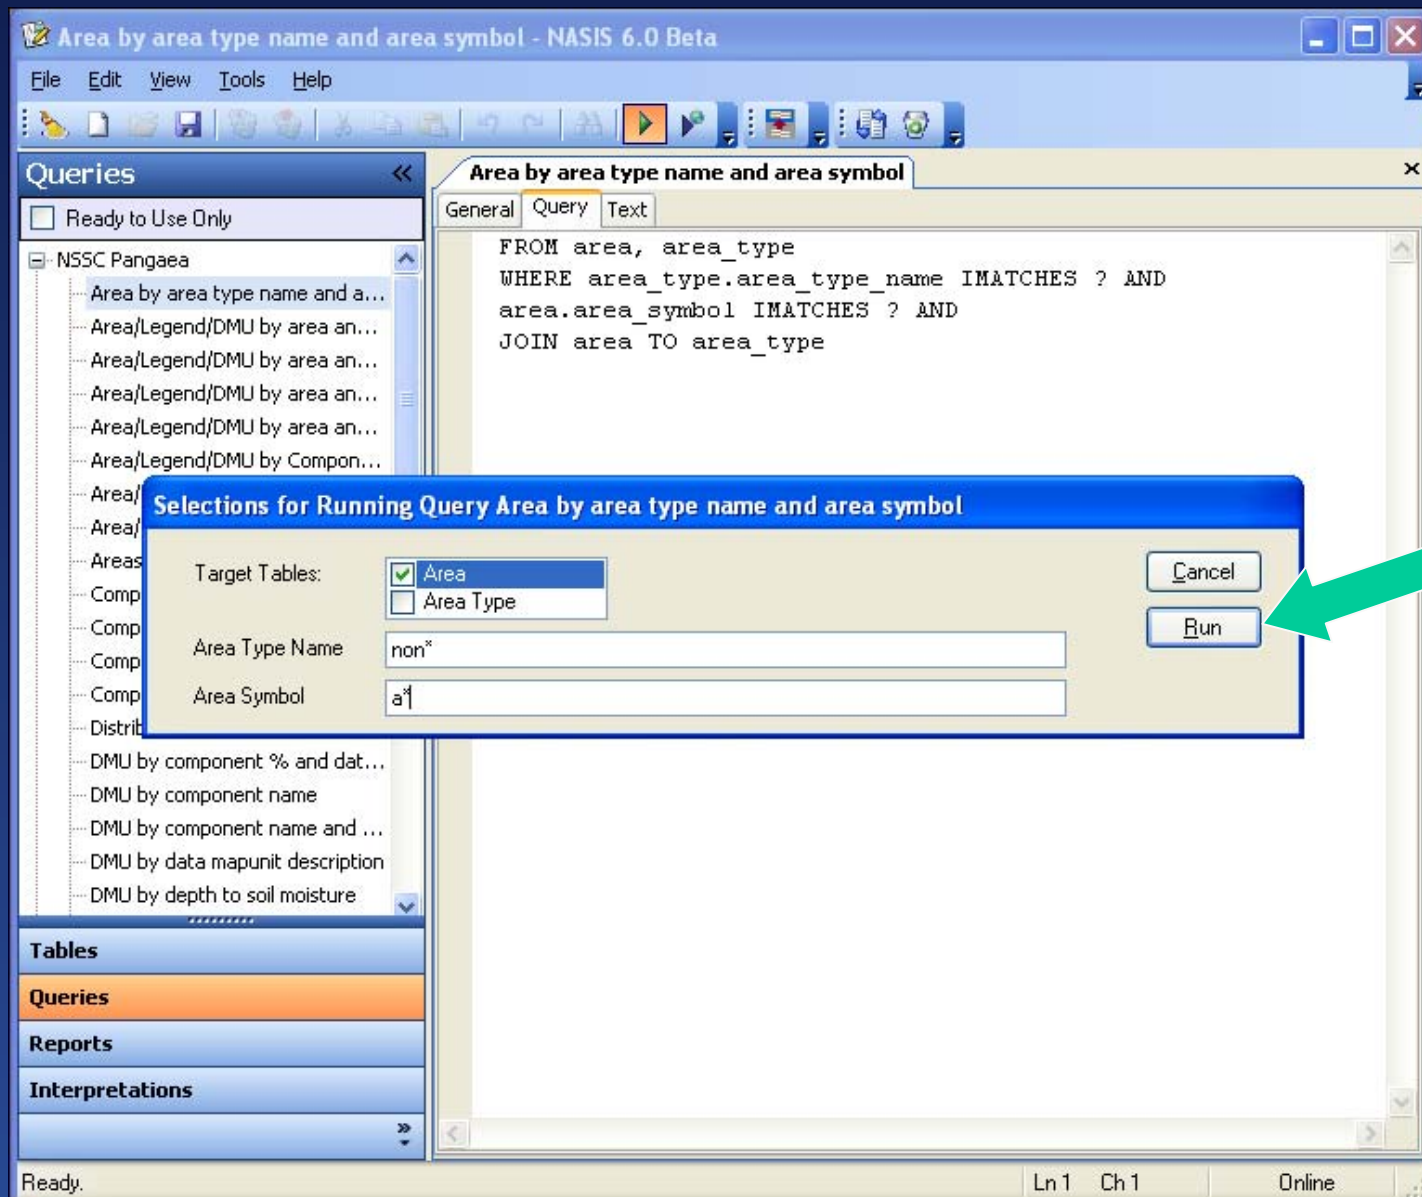 Area by area type name and area symbol - NASIS 6.0 Beta
File Edit View Tools Help
Queries
Ready to Use Only
NSSC Pangaea
Area by area type name and a...
Area/Legend/DMU by area an...
Area/Legend/DMU by area an...
Area/Legend/DMU by area an...
Area/Legend/DMU by area an...
Area/Legend/DMU by Compon...
Area/
Area/
Areas
Comp
Comp
Comp
Comp
Distrib
DMU by component % and dat...
DMU by component name
DMU by component name and ...
DMU by data mapunit description
DMU by depth to soil moisture
Tables
Queries
Reports
Interpretations
Area by area type name and area symbol
General Query Text
FROM area, area_type
WHERE area_type.area_type_name IMATCHES ? AND
area.area_symbol IMATCHES ? AND
JOIN area TO area_type
Selections for Running Query Area by area type name and area symbol
Target Tables:
Area
Area Type
Area Type Name
non*
Area Symbol
a*
Cancel
Run
Ready.
Ln 1 Ch 1 Online